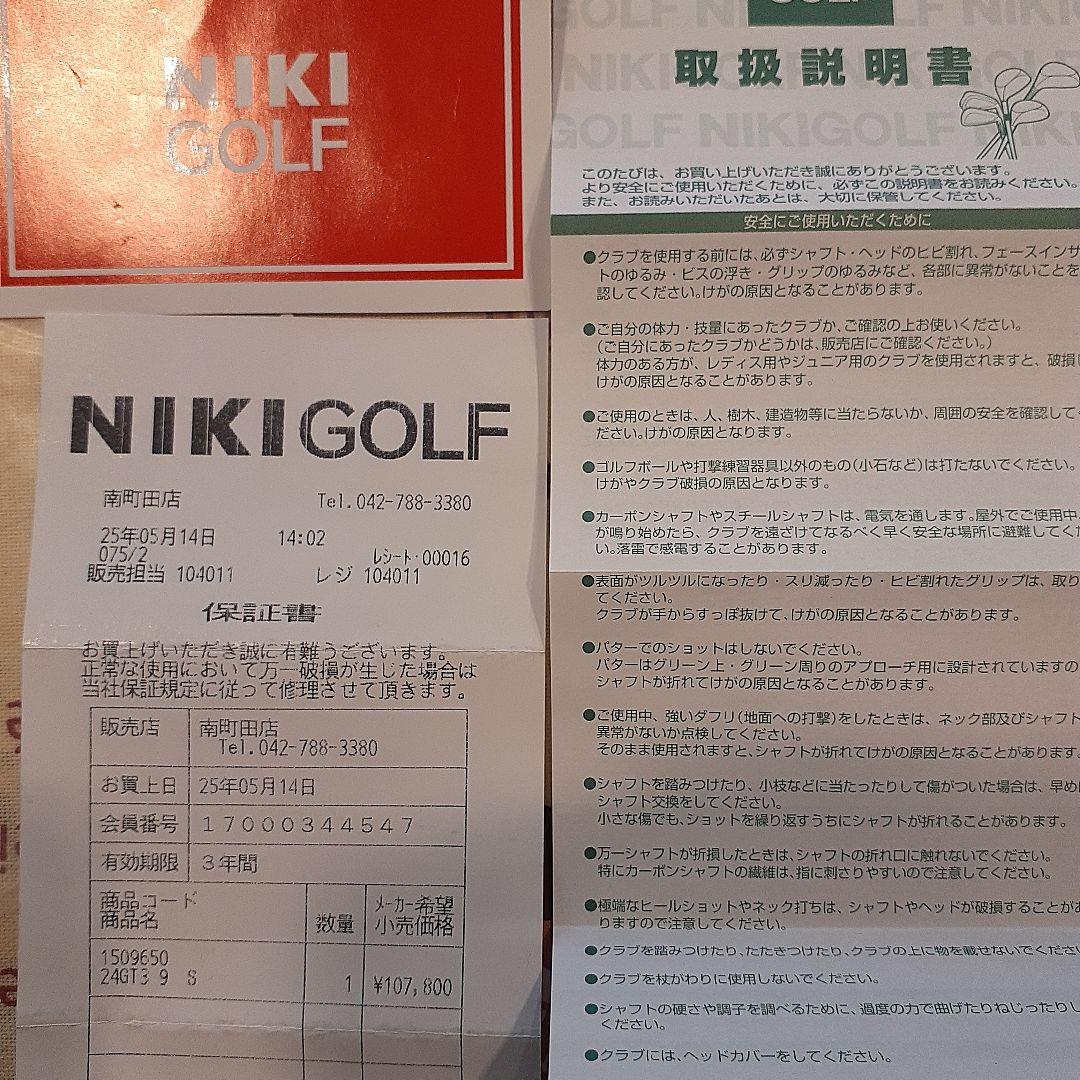 NIKI
GOLF
NIKIGOLF
南町田店 Tel.042-788-3380
25年05月14日 14:02
075/2 レシート・00016
販売担当 104011 レジ 104011
保証書
お買上げいただき誠に有難うございます。
正常な使用において万一破損が生じた場合は
当社保証規定に従って修理させて頂きます。
販売店 南町田店
Tel.042-788-3380
お買上日 25年05月14日
会員番号 17000344547
有効期限 3年間
商品コード
商品名 数量 メーカー希望
小売価格
1509650
24GT3 9 S 1 ¥107,800
GOLF
GOLF NIKIGOLF NIKI
取扱説明書
GOLF NIKIGOLF NIKI
このたびは、お買い上げいただき誠にありがとうございます。
より安全にご使用いただくために、必ずこの説明書をお読みください。
また、お読みいただいたあとは、大切に保管してください。
安全にご使用いただくために
●クラブを使用する前には、必ずシャフト・ヘッドのヒビ割れ、フェースインサ
トのゆるみ・ビスの浮き・グリップのゆるみなど、各部に異常がないことを
認してください。けがの原因となることがあります。
●ご自分の体力・技量にあったクラブか、ご確認の上お使いください。
(ご自分にあったクラブかどうかは、販売店にご確認ください。)
体力のある方が、レディス用やジュニア用のクラブを使用されますと、破損
けがの原因となることがあります。
●ご使用のときは、人、樹木、建造物等に当たらないか、周囲の安全を確認して
ださい。けがの原因となります。
●ゴルフボールや打撃練習器具以外のもの(小石など)は打たないでください。
けがやクラブ破損の原因となります。
●カーボンシャフトやスチールシャフトは、電気を通します。屋外でご使用中、
が鳴り始めたら、クラブを遠ざけてなるべく早く安全な場所に避難してくだ
い。落雷で感電することがあります。
●表面がツルツルになったり・スリ減ったり・ヒビ割れたグリップは、取り
てください。
クラブが手からすっぽ抜けて、けがの原因となることがあります。
●パターでのショットはしないでください。
パターはグリーン上・グリーン周りのアプローチ用に設計されていますの
シャフトが折れてけがの原因となることがあります。
●ご使用中、強いダフリ(地面への打撃)をしたときは、ネック部及びシャフト
異常がないか点検してください。
そのまま使用されますと、シャフトが折れてけがの原因となることがあります。
●シャフトを踏みつけたり、小枝などに当たったりして傷がついた場合は、早め
シャフト交換をしてください。
小さな傷でも、ショットを繰り返すうちにシャフトが折れることがあります。
●万一シャフトが折損したときは、シャフトの折れ口に触れないでください。
特にカーボンシャフトの繊維は、指に刺さりやすいので注意してください。
●極端なヒールショットやネック打ちは、シャフトやヘッドが破損することがあ
りますので注意してください。
●クラブを踏みつけたり、たたきつけたり、クラブの上に物を載せないでください
●クラブを杖がわりに使用しないでください。
●シャフトの硬さや調子を調べるために、過度の力で曲げたりねじったりし
ください。
●クラブには、ヘッドカバーをしてください。